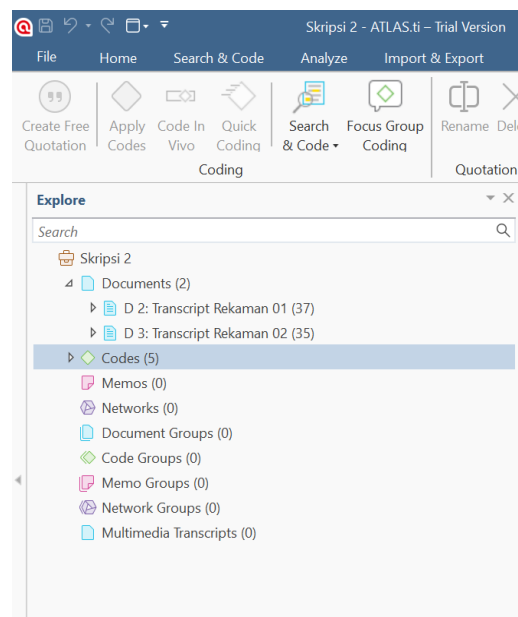 Skripsi 2 - ATLAS.ti – Trial Version
File Home Search & Code Analyze Import & Export
Create Free Quotation
Apply Codes
Code In Vivo
Quick Coding
Search & Code
Focus Group Coding
Rename Del
Coding Quotation
Explore
Search
Skripsi 2
Documents (2)
D 2: Transcript Rekaman 01 (37)
D 3: Transcript Rekaman 02 (35)
Codes (5)
Memos (0)
Networks (0)
Document Groups (0)
Code Groups (0)
Memo Groups (0)
Network Groups (0)
Multimedia Transcripts (0)